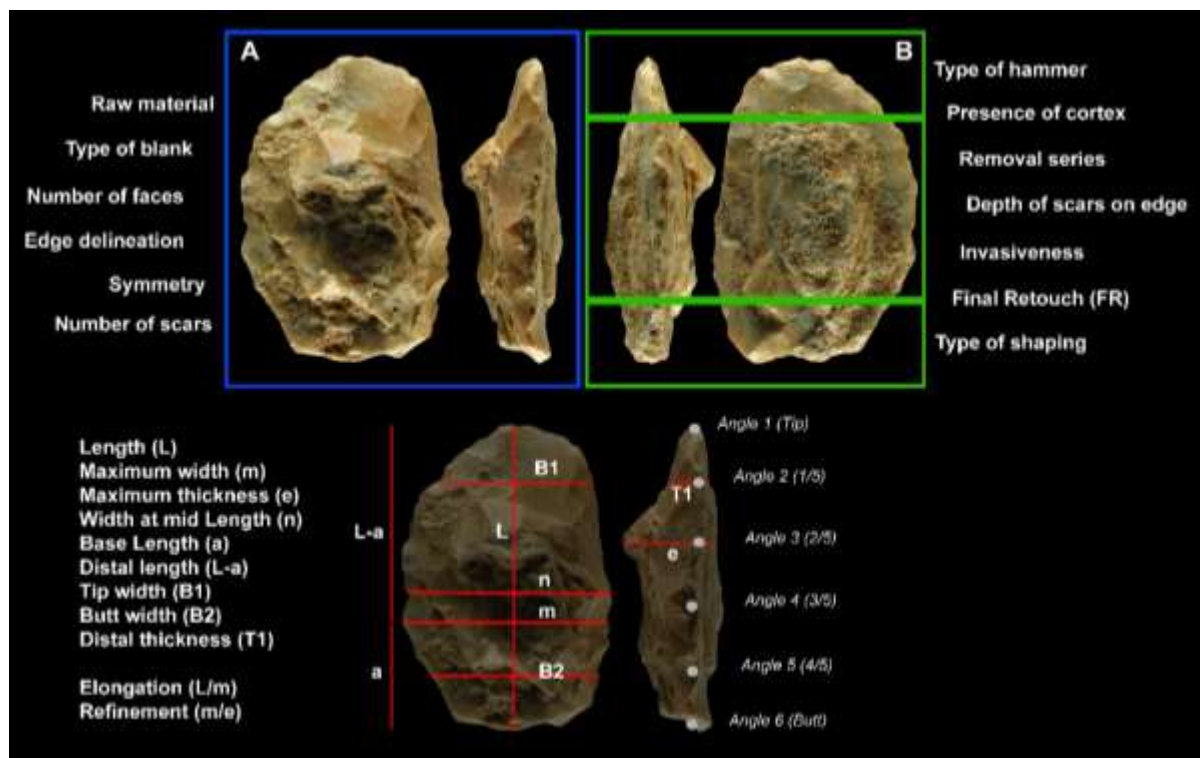 A
B
Raw material
Type of blank
Number of faces
Edge delineation
Symmetry
Number of scars
Type of hammer
Presence of cortex
Removal series
Depth of scars on edge
Invasiveness
Final Retouch (FR)
Type of shaping
Length (L)
Maximum width (m)
Maximum thickness (e)
Width at mid Length (n)
Base Length (a)
Distal length (L-a)
Tip width (B1)
Butt width (B2)
Distal thickness (T1)
Elongation (L/m)
Refinement (m/e)
L-a
a
B1
L
n
m
B2
T1
e
Angle 1 (Tip)
Angle 2 (1/5)
Angle 3 (2/5)
Angle 4 (3/5)
Angle 5 (4/5)
Angle 6 (Butt)